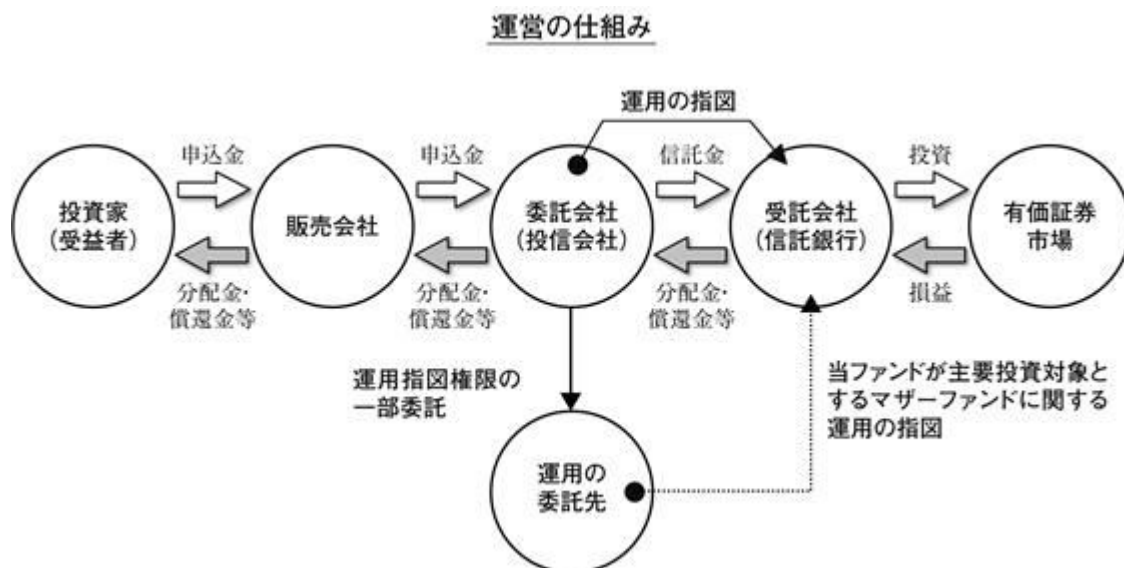 運営の仕組み
運用の指図
申込金
申込金
信託金
投資
投資家
(受益者)
販売会社
委託会社
(投信会社)
受託会社
(信託銀行)
有価証券
市場
分配金・
償還金等
分配金・
償還金等
分配金・
償還金等
損益
運用指図権限の
一部委託
当ファンドが主要投資対象と
するマザーファンドに関する
運用の指図
運用の
委託先